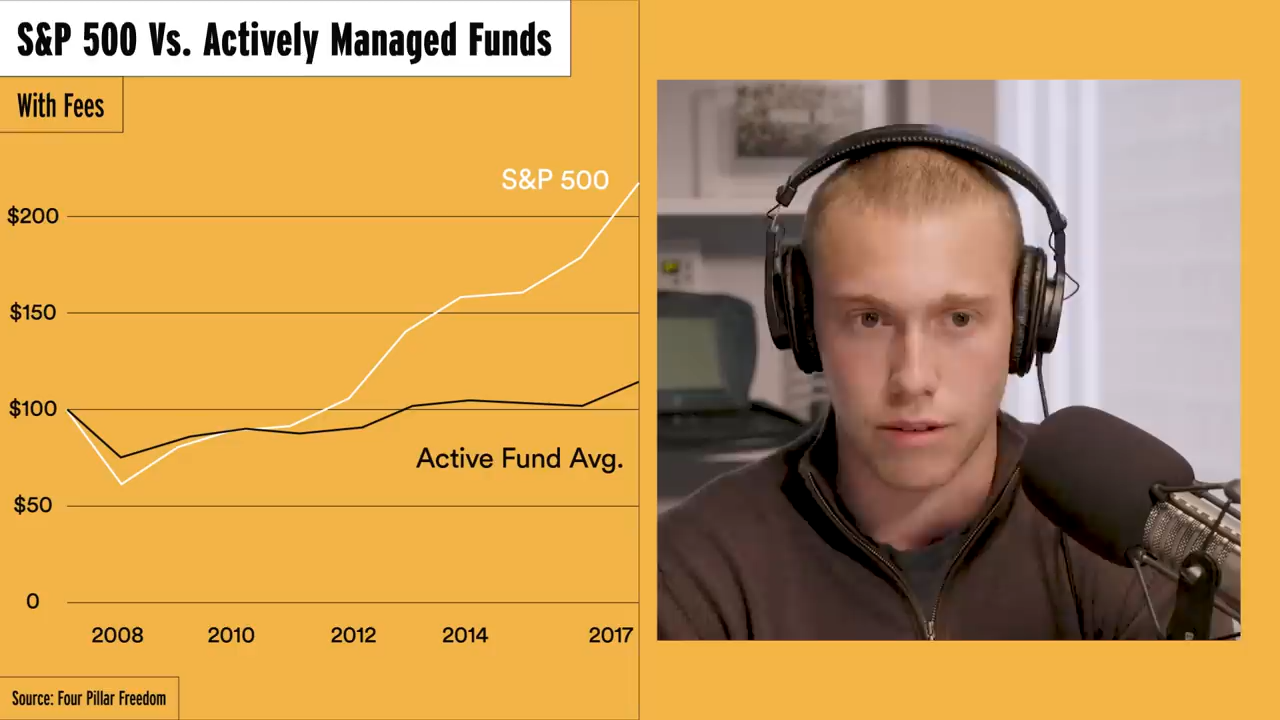 S&P 500 Vs. Actively Managed Funds
With Fees
S&P 500
$200
$150
$100
Active Fund Avg.
$50
0
2008 2010 2012 2014 2017
Source: Four Pillar Freedom